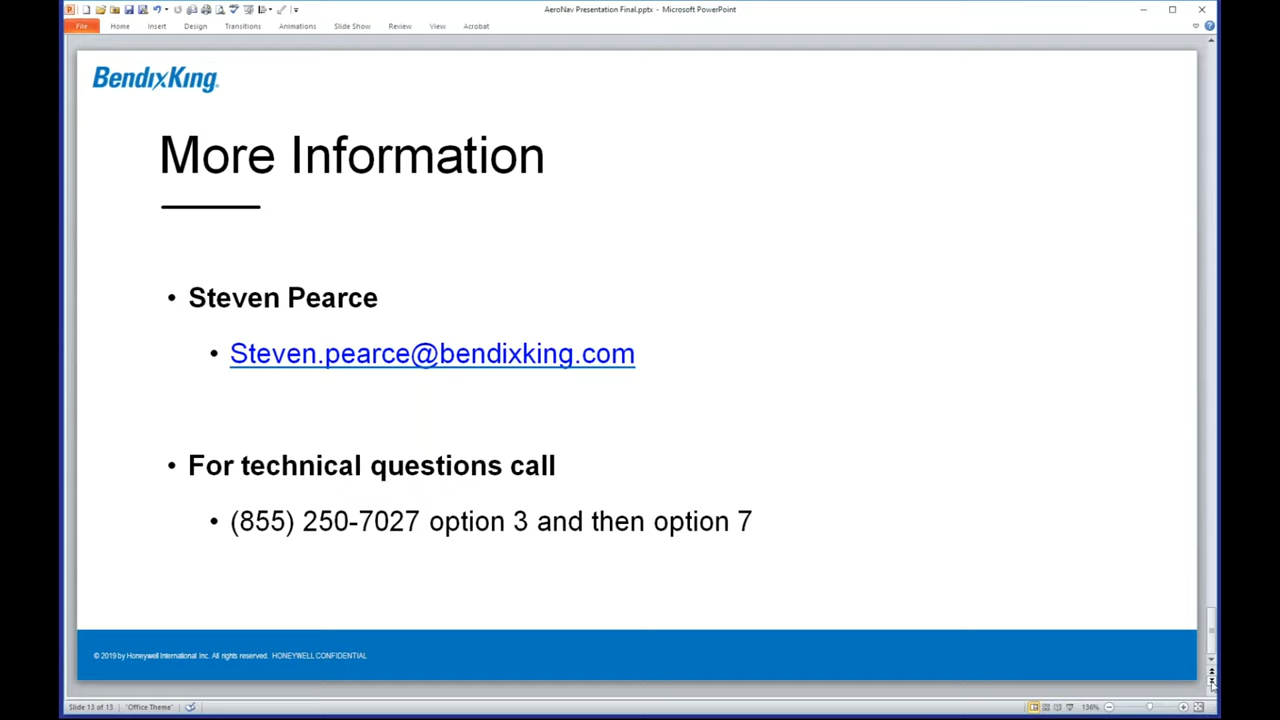 AeroNav Presentation Final.pptx - Microsoft PowerPoint
File Home Insert Design Transitions Animations Slide Show Review View Acrobat
BendixKing.
More Information
• Steven Pearce
• Steven.pearce@bendixking.com
• For technical questions call
• (855) 250-7027 option 3 and then option 7
© 2019 by Honeywell International Inc. All rights reserved. HONEYWELL CONFIDENTIAL
Slide 13 of 13 'Office Theme' 136%